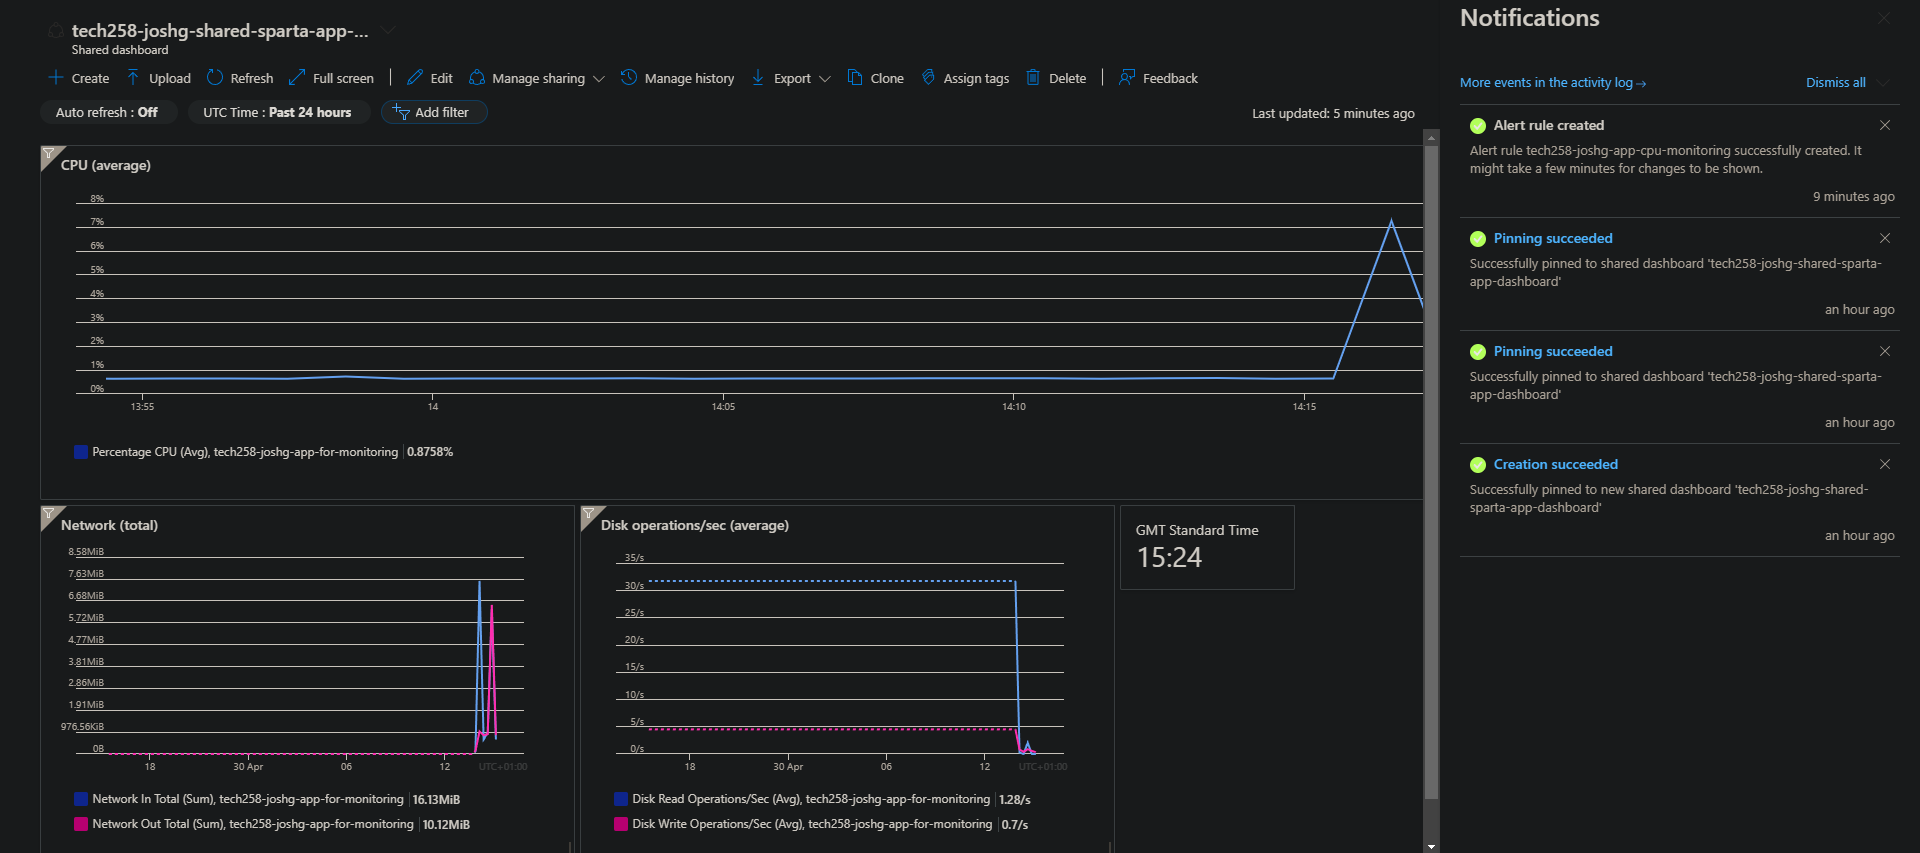 tech258-joshg-shared-sparta-app-...
Shared dashboard
Create Upload Refresh Full screen Edit Manage sharing Manage history Export Clone Assign tags Delete Feedback
Auto refresh : Off UTC Time : Past 24 hours Add filter Last updated: 5 minutes ago
CPU (average)
8%
7%
6%
5%
4%
3%
2%
1%
0%
13:55 14 14:05 14:10 14:15
Percentage CPU (Avg), tech258-joshg-app-for-monitoring 0.8758%
Network (total)
8.58MiB
7.63MiB
6.68MiB
5.72MiB
4.77MiB
3.81MiB
2.86MiB
1.91MiB
976.56KiB
0B
18 30 Apr 06 12 UTC+01:00
Network In Total (Sum), tech258-joshg-app-for-monitoring 16.13MiB
Network Out Total (Sum), tech258-joshg-app-for-monitoring 10.12MiB
Disk operations/sec (average)
35/s
30/s
25/s
20/s
15/s
10/s
5/s
0/s
18 30 Apr 06 12 UTC+01:00
Disk Read Operations/Sec (Avg), tech258-joshg-app-for-monitoring 1.28/s
Disk Write Operations/Sec (Avg), tech258-joshg-app-for-monitoring 0.7/s
GMT Standard Time
15:24
Notifications
More events in the activity log → Dismiss all
Alert rule created
Alert rule tech258-joshg-app-cpu-monitoring successfully created. It
might take a few minutes for changes to be shown.
9 minutes ago
Pinning succeeded
Successfully pinned to shared dashboard 'tech258-joshg-shared-sparta-
app-dashboard'
an hour ago
Pinning succeeded
Successfully pinned to shared dashboard 'tech258-joshg-shared-sparta-
app-dashboard'
an hour ago
Creation succeeded
Successfully pinned to new shared dashboard 'tech258-joshg-shared-
sparta-app-dashboard'
an hour ago